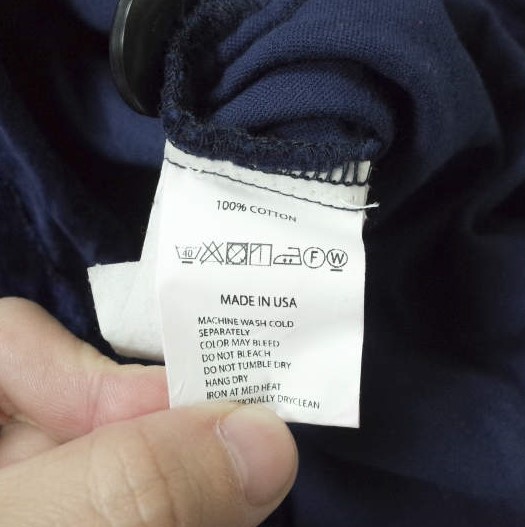 100% COTTON
40 F W
MADE IN USA
MACHINE WASH COLD
SEPARATELY
COLOR MAY BLEED
DO NOT BLEACH
DO NOT TUMBLE DRY
HANG DRY
IRON AT MED HEAT
DRYCLEAN